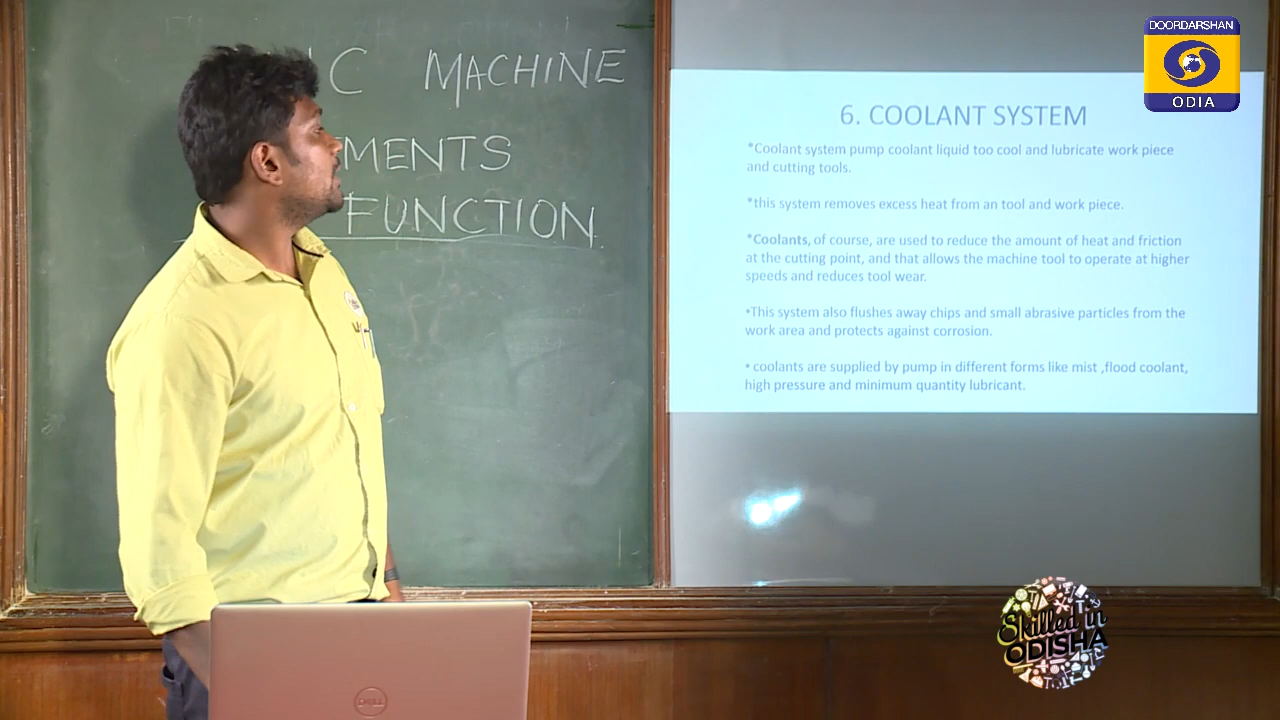 C MACHINE
MENTS
FUNCTION
DOORDARSHAN
ODIA
6. COOLANT SYSTEM
*Coolant system pump coolant liquid too cool and lubricate work piece
and cutting tools.
*this system removes excess heat from an tool and work piece.
*Coolants, of course, are used to reduce the amount of heat and friction
at the cutting point, and that allows the machine tool to operate at higher
speeds and reduces tool wear.
•This system also flushes away chips and small abrasive particles from the
work area and protects against corrosion.
• coolants are supplied by pump in different forms like mist ,flood coolant,
high pressure and minimum quantity lubricant.
Skilled in
ODISHA
DELL